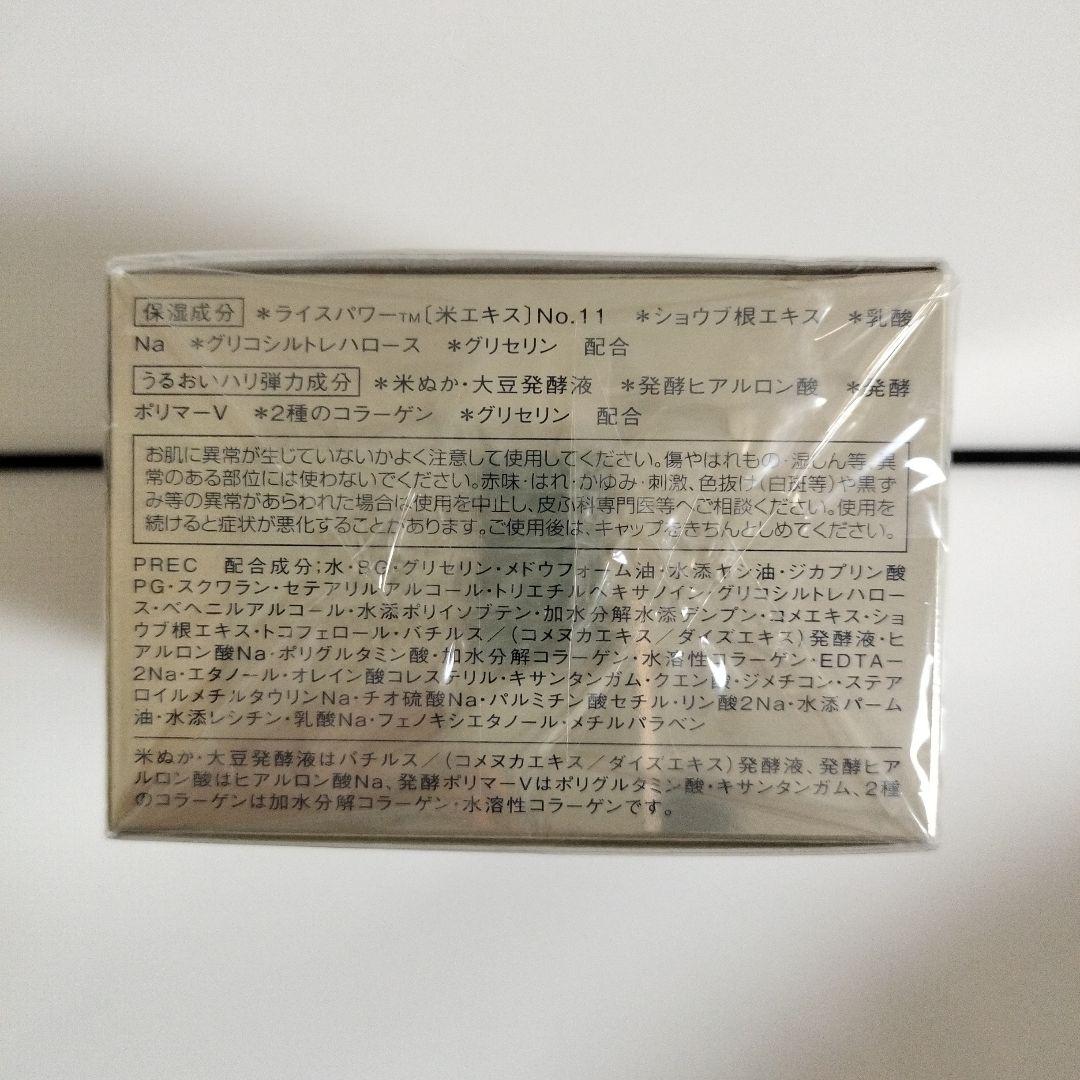 保湿成分 *ライスパワー™〔米エキス〕No.11 *ショウブ根エキス *乳酸
Na *グリコシルトレハロース *グリセリン 配合
うるおいハリ弾力成分 *米ぬか・大豆発酵液 *発酵ヒアルロン酸 *発酵
ポリマーV *2種のコラーゲン *グリセリン 配合
お肌に異常が生じていないかよく注意して使用してください。傷やはれもの・湿しん等、異
常のある部位には使わないでください。赤味・はれ・かゆみ・刺激、色抜け(白斑等)や黒ず
み等の異常があらわれた場合は使用を中止し、皮ふ科専門医等へご相談ください。使用を
続けると症状が悪化することがあります。ご使用後は、キャップをきちんとしめてください。
PREC 配合成分;水・BG・グリセリン・メドウフォーム油・水添ヤシ油・ジカプリン酸
PG・スクワラン・セテアリルアルコール・トリエチルヘキサノイン・グリコシルトレハロー
ス・ベヘニルアルコール・水添ポリイソブテン・加水分解水添デンプン・コメエキス・ショ
ウブ根エキス・トコフェロール・バチルス/(コメヌカエキス/ダイズエキス)発酵液・ヒ
アルロン酸Na・ポリグルタミン酸・加水分解コラーゲン・水溶性コラーゲン・EDTA-
2Na・エタノール・オレイン酸コレステリル・キサンタンガム・クエン酸・ジメチコン・ステア
ロイルメチルタウリンNa・チオ硫酸Na・パルミチン酸セチル・リン酸2Na・水添パーム
油・水添レシチン・乳酸Na・フェノキシエタノール・メチルパラベン
米ぬか・大豆発酵液はバチルス/(コメヌカエキス/ダイズエキス)発酵液、発酵ヒア
ルロン酸はヒアルロン酸Na、発酵ポリマーVはポリグルタミン酸・キサンタンガム、2種
のコラーゲンは加水分解コラーゲン・水溶性コラーゲンです。